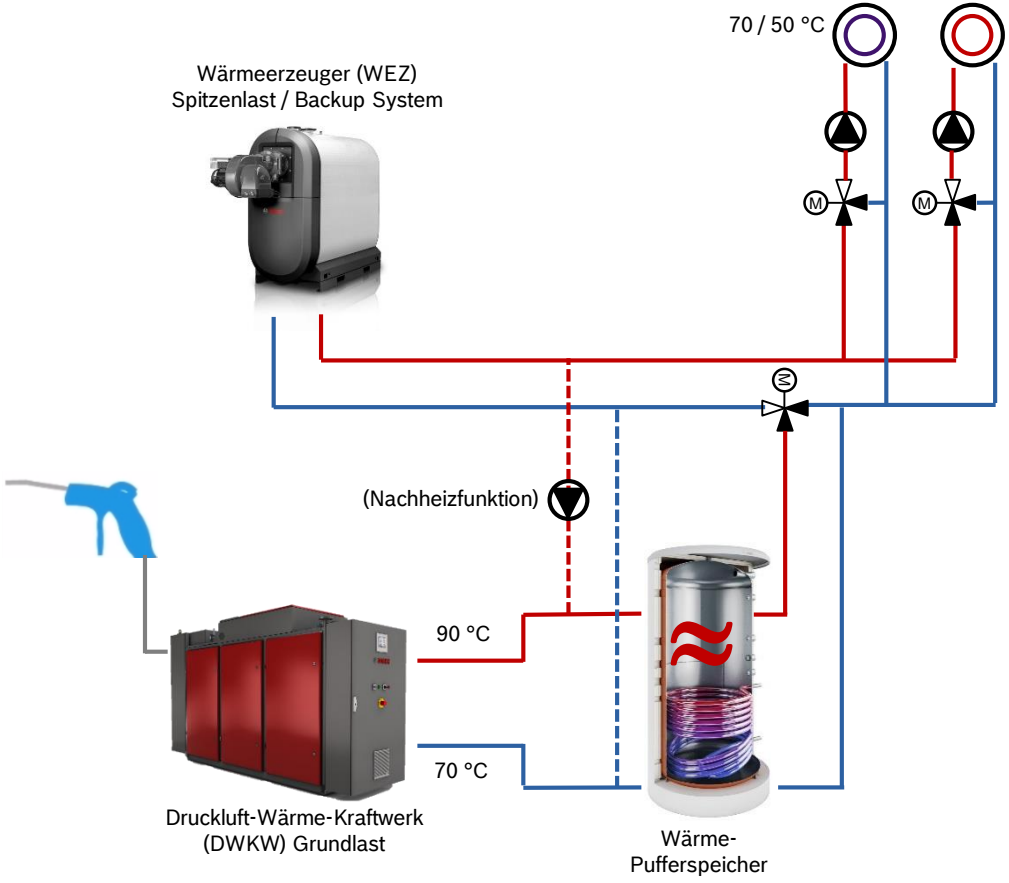 70 / 50 °C
Wärmeerzeuger (WEZ)
Spitzenlast / Backup System
M
M
M
(Nachheizfunktion)
90 °C
70 °C
Druckluft-Wärme-Kraftwerk
(DWKW) Grundlast
Wärme-
Pufferspeicher